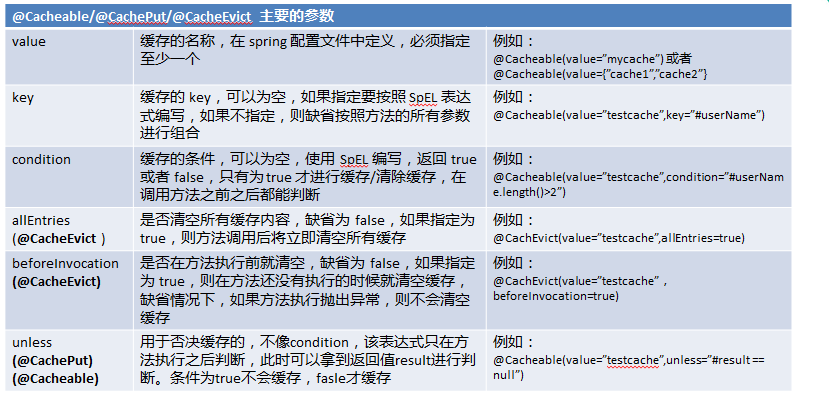 @Cacheable/@CachePut/@CacheEvict 主要的参数
value
缓存的名称，在 spring 配置文件中定义，必须指定
至少一个
例如：
@Cacheable(value=”mycache”) 或者
@Cacheable(value={”cache1”,”cache2”}
key
缓存的 key，可以为空，如果指定要按照 SpEL 表达
式编写，如果不指定，则缺省按照方法的所有参数
进行组合
例如：
@Cacheable(value=”testcache”,key=”#userName”)
condition
缓存的条件，可以为空，使用 SpEL 编写，返回 true
或者 false，只有为 true 才进行缓存/清除缓存，在
调用方法之前之后都能判断
例如：
@Cacheable(value=”testcache”,condition=”#userNam
e.length()>2”)
allEntries
(@CacheEvict )
是否清空所有缓存内容，缺省为 false，如果指定为
true，则方法调用后将立即清空所有缓存
例如：
@CachEvict(value=”testcache”,allEntries=true)
beforeInvocation
(@CacheEvict)
是否在方法执行前就清空，缺省为 false，如果指定
为 true，则在方法还没有执行的时候就清空缓存，
缺省情况下，如果方法执行抛出异常，则不会清空
缓存
例如：
@CachEvict(value=”testcache”，
beforeInvocation=true)
unless
(@CachePut)
(@Cacheable)
用于否决缓存的，不像condition，该表达式只在方
法执行之后判断，此时可以拿到返回值result进行判
断。条件为true不会缓存，fasle才缓存
例如：
@Cacheable(value=”testcache”,unless=”#result ==
null”)